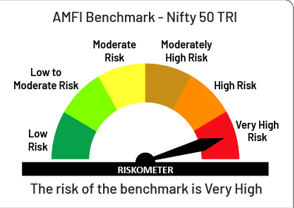 AMFI Benchmark - Nifty 50 TRI
Moderate
Risk
Moderately
High Risk
Low to
Moderate Risk
High Risk
Low
Risk
Very High
Risk
RISKOMETER
The risk of the benchmark is Very High